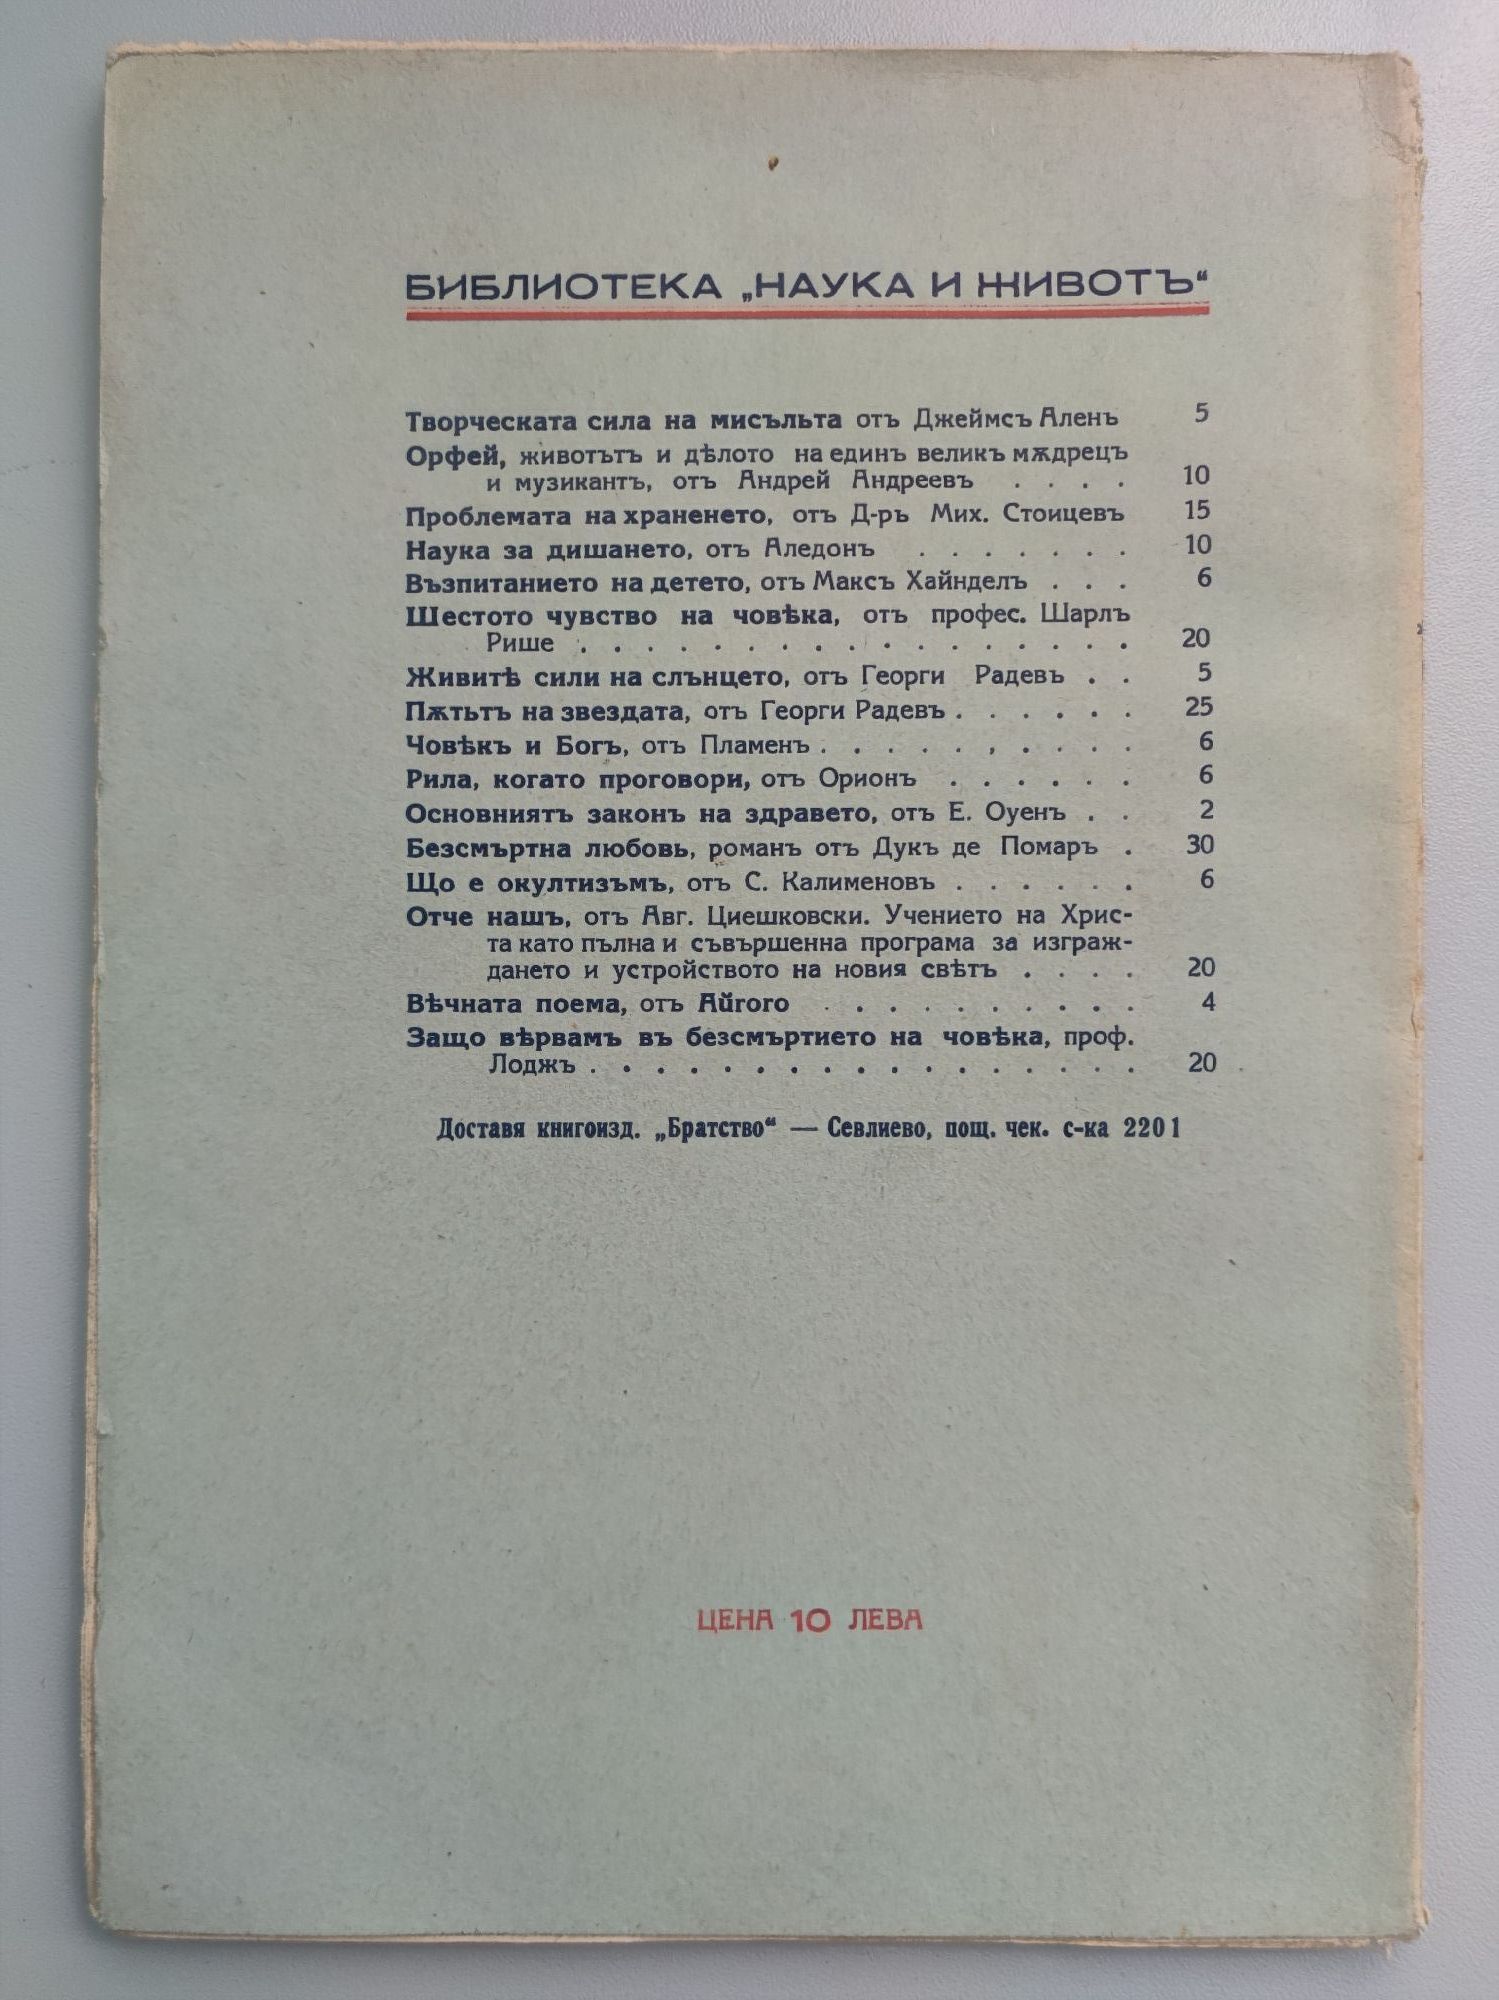 БИБЛИОТЕКА „НАУКА И ЖИВОТЪ“
Творческата сила на мисълта отъ Джеймсъ Аленъ 5
Орфей, животътъ и дѣлото на единъ великъ мѫдрецъ
и музикантъ, отъ Андрей Андреевъ . . . . 10
Проблемата на храненето, отъ Д-ръ Мих. Стоицевъ 15
Наука за дишането, отъ Аледонъ . . . . . . . 10
Възпитанието на детето, отъ Максъ Хайнделъ . . . 6
Шестото чувство на човѣка, отъ профес. Шарлъ
Рише . . . . . . . . . . . . . . . . . 20
Живитѣ сили на слънцето, отъ Георги Радевъ . . 5
Пѫтьтъ на звездата, отъ Георги Радевъ . . . . . . 25
Човѣкъ и Богъ, отъ Пламенъ . . . . . . . . . . 6
Рила, когато проговори, отъ Орионъ . . . . . . 6
Основниятъ законъ на здравето, отъ Е. Оуенъ . . 2
Безсмъртна любовь, романъ отъ Дукъ де Помаръ . 30
Що е окултизъмъ, отъ С. Калименовъ . . . . . . 6
Отче нашъ, отъ Авг. Циешковски. Учението на Хрис-
та като пълна и съвършенна програма за изграж-
дането и устройството на новия свѣтъ . . . . 20
Вѣчната поема, отъ Айгого . . . . . . . . . . 4
Защо вѣрвамъ въ безсмъртието на човѣка, проф.
Лоджъ . . . . . . . . . . . . . . . . . 20
Доставя книгоизд. „Братство“ — Севлиево, пощ. чек. с-ка 2201
ЦЕНА 10 ЛЕВА